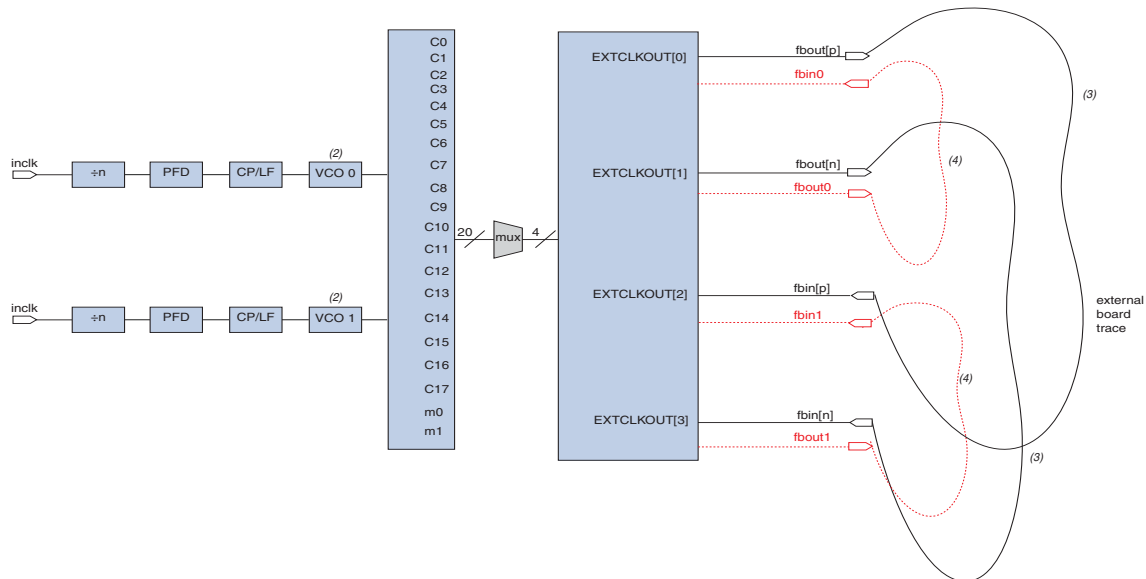 inclk
÷n
PFD
CP/LF
(2)
VCO 0
inclk
÷n
PFD
CP/LF
(2)
VCO 1
C0
C1
C2
C3
C4
C5
C6
C7
C8
C9
C10
C11
C12
C13
C14
C15
C16
C17
m0
m1
20
mux
4
EXTCLKOUT[0]
EXTCLKOUT[1]
EXTCLKOUT[2]
EXTCLKOUT[3]
fbout[p]
fbin0
fbout[n]
fbout0
fbin[p]
fbin1
fbin[n]
fbout1
(3)
(4)
(4)
(3)
external
board
trace